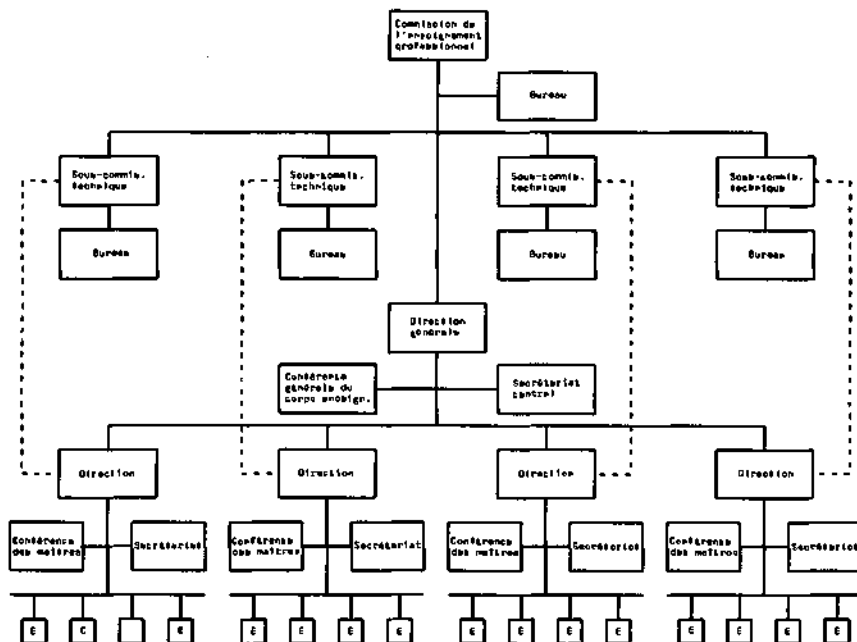 Commission de
l'enseignement
professionnel
Bureau
Sous-commis.
technique
Sous-commis.
technique
Sous-commis.
technique
Sous-commis.
technique
Bureau
Bureau
Bureau
Bureau
Direction
générale
Conférence
générale du
corps enseign.
Secrétariat
central
Direction
Direction
Direction
Direction
Conférence
des maîtres
Secrétariat
Conférence
des maîtres
Secrétariat
Conférence
des maîtres
Secrétariat
Conférence
des maîtres
Secrétariat
E
C
E
E
E
E
E
E
E
E
E
E
E
E
E